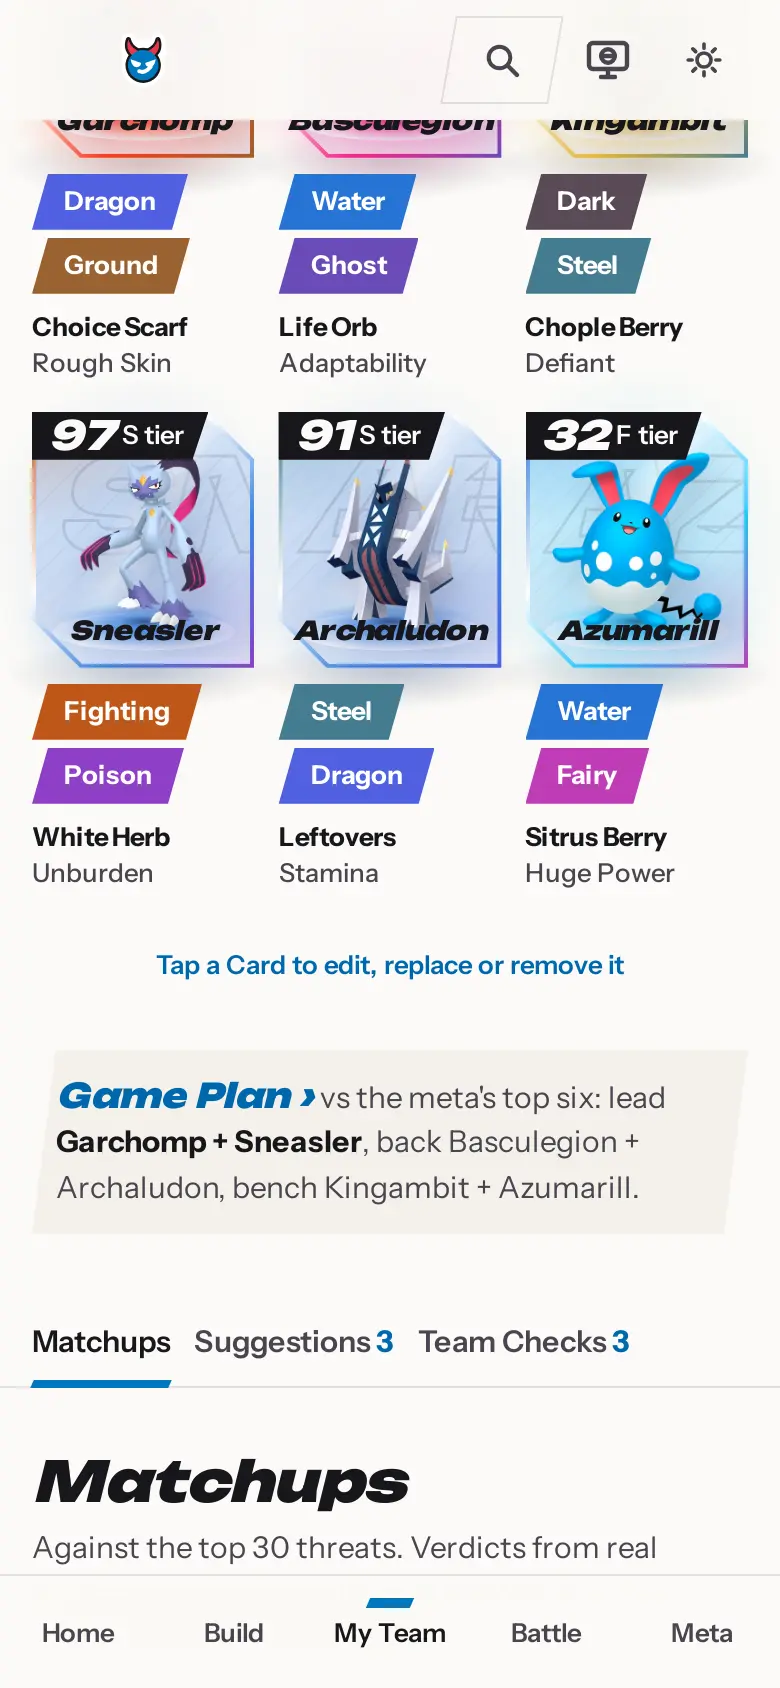 Garchomp Basculegion Kingambit
Dragon Water Dark
Ground Ghost Steel
Choice Scarf Life Orb Chople Berry
Rough Skin Adaptability Defiant
97 S tier 91 S tier 32 F tier
Sneasler Archaludon Azumarill
Fighting Steel Water
Poison Dragon Fairy
White Herb Leftovers Sitrus Berry
Unburden Stamina Huge Power
Tap a Card to edit, replace or remove it
Game Plan › vs the meta's top six: lead
Garchomp + Sneasler, back Basculegion +
Archaludon, bench Kingambit + Azumarill.
Matchups Suggestions 3 Team Checks 3
Matchups
Against the top 30 threats. Verdicts from real
Home Build My Team Battle Meta